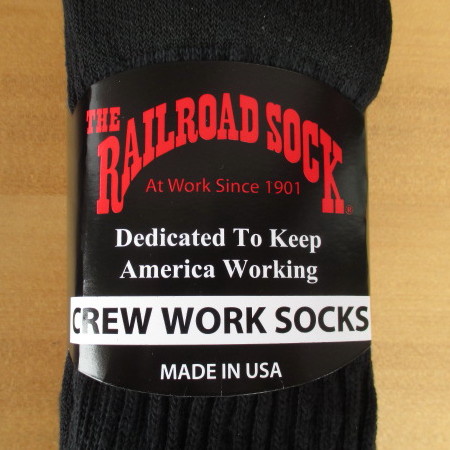 THE
RAILROAD SOCK®
At Work Since 1901
Dedicated To Keep
America Working
CREW WORK SOCKS
MADE IN USA